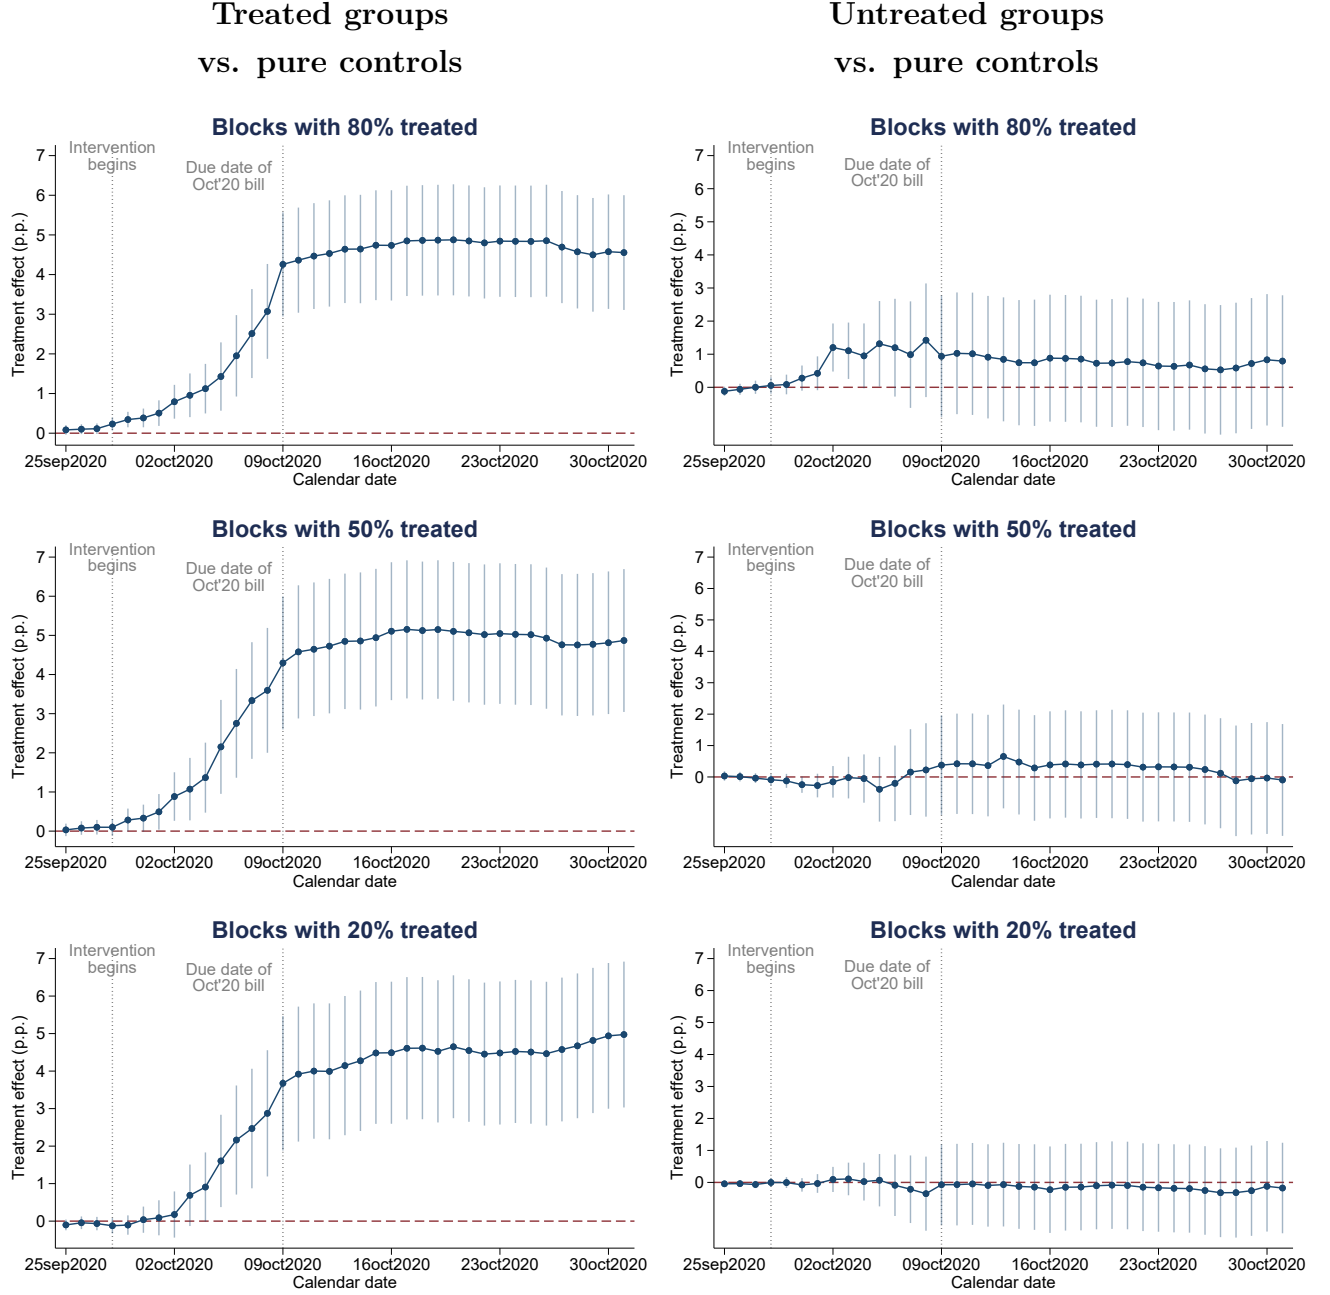 Treated groups
vs. pure controls
Untreated groups
vs. pure controls
Blocks with 80% treated
Intervention
begins
Due date of
Oct'20 bill
Treatment effect (p.p.)
7
6
5
4
3
2
1
0
25sep2020 02oct2020 09oct2020 16oct2020 23oct2020 30oct2020
Calendar date
Blocks with 80% treated
Intervention
begins
Due date of
Oct'20 bill
Treatment effect (p.p.)
7
6
5
4
3
2
1
0
25sep2020 02oct2020 09oct2020 16oct2020 23oct2020 30oct2020
Calendar date
Blocks with 50% treated
Intervention
begins
Due date of
Oct'20 bill
Treatment effect (p.p.)
7
6
5
4
3
2
1
0
25sep2020 02oct2020 09oct2020 16oct2020 23oct2020 30oct2020
Calendar date
Blocks with 50% treated
Intervention
begins
Due date of
Oct'20 bill
Treatment effect (p.p.)
7
6
5
4
3
2
1
0
25sep2020 02oct2020 09oct2020 16oct2020 23oct2020 30oct2020
Calendar date
Blocks with 20% treated
Intervention
begins
Due date of
Oct'20 bill
Treatment effect (p.p.)
7
6
5
4
3
2
1
0
25sep2020 02oct2020 09oct2020 16oct2020 23oct2020 30oct2020
Calendar date
Blocks with 20% treated
Intervention
begins
Due date of
Oct'20 bill
Treatment effect (p.p.)
7
6
5
4
3
2
1
0
25sep2020 02oct2020 09oct2020 16oct2020 23oct2020 30oct2020
Calendar date